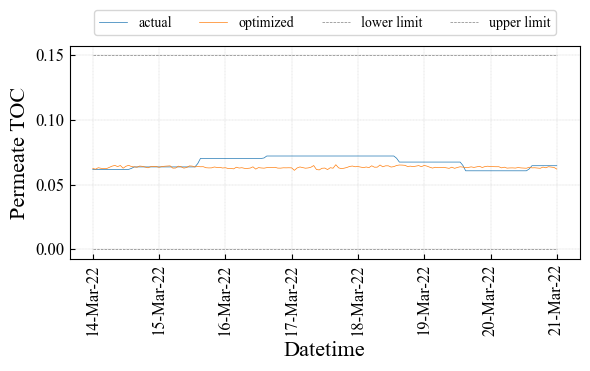 actual optimized lower limit upper limit
0.15
0.10
0.05
0.00
Permeate TOC
14-Mar-22 15-Mar-22 16-Mar-22 17-Mar-22 18-Mar-22 19-Mar-22 20-Mar-22 21-Mar-22
Datetime